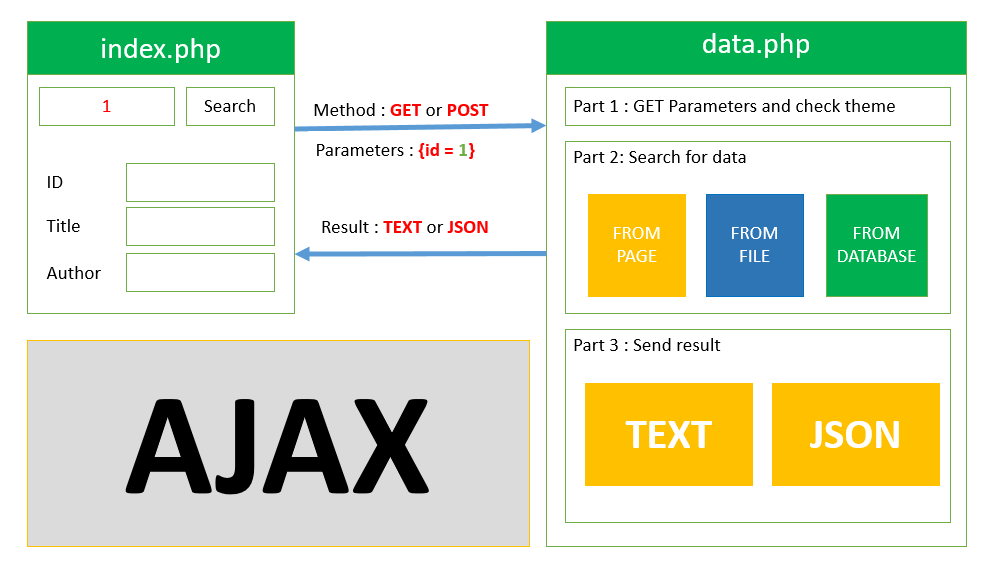 index.php
1
Search
ID
Title
Author
Method : GET or POST
Parameters : {id = 1}
Result : TEXT or JSON
AJAX
data.php
Part 1 : GET Parameters and check theme
Part 2: Search for data
FROM
PAGE
FROM
FILE
FROM
DATABASE
Part 3 : Send result
TEXT
JSON